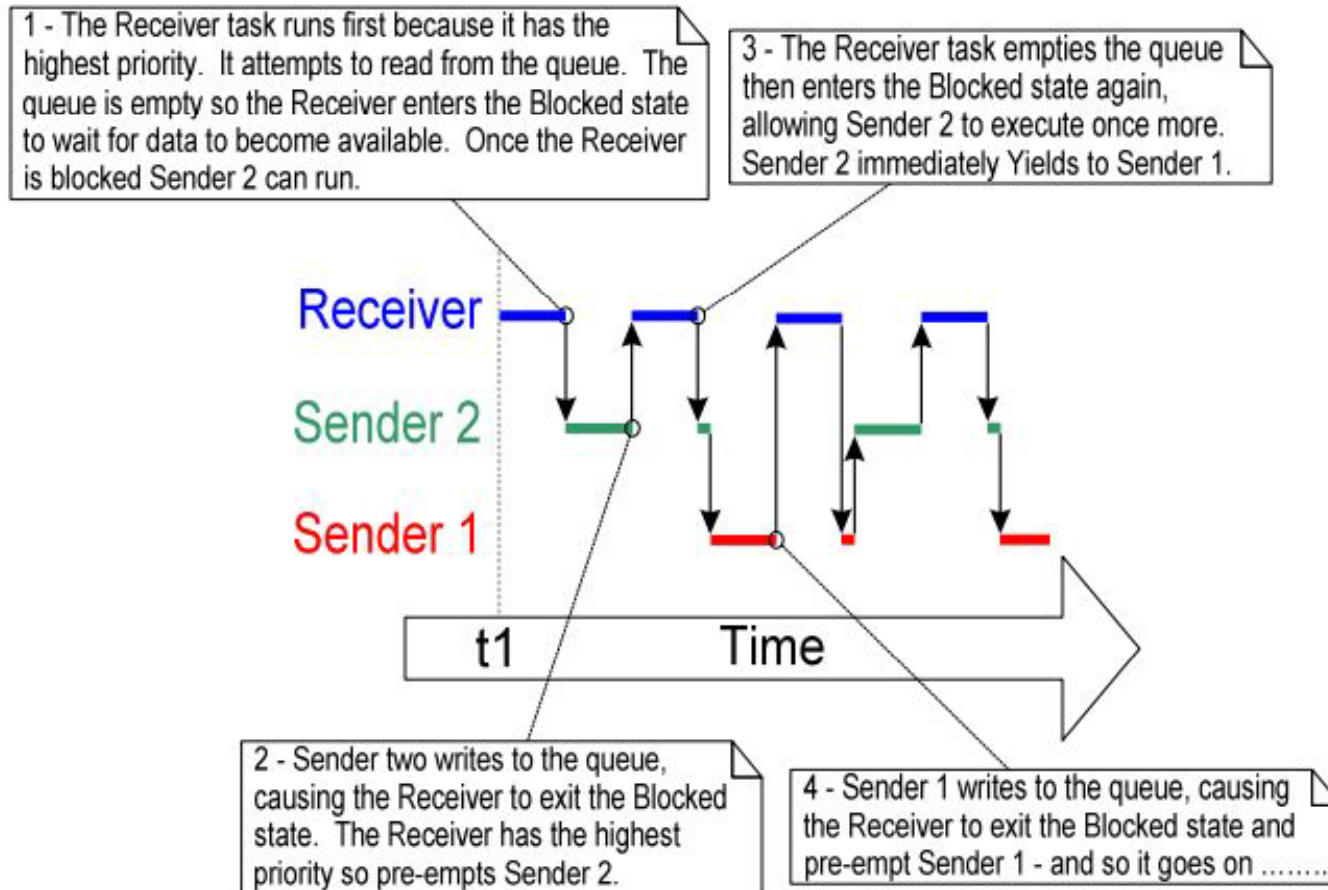 1 - The Receiver task runs first because it has the
highest priority. It attempts to read from the queue. The
queue is empty so the Receiver enters the Blocked state
to wait for data to become available. Once the Receiver
is blocked Sender 2 can run.
3 - The Receiver task empties the queue
then enters the Blocked state again,
allowing Sender 2 to execute once more.
Sender 2 immediately Yields to Sender 1.
Receiver
Sender 2
Sender 1
t1
Time
2 - Sender two writes to the queue,
causing the Receiver to exit the Blocked
state. The Receiver has the highest
priority so pre-empts Sender 2.
4 - Sender 1 writes to the queue, causing
the Receiver to exit the Blocked state and
pre-empt Sender 1 - and so it goes on ........